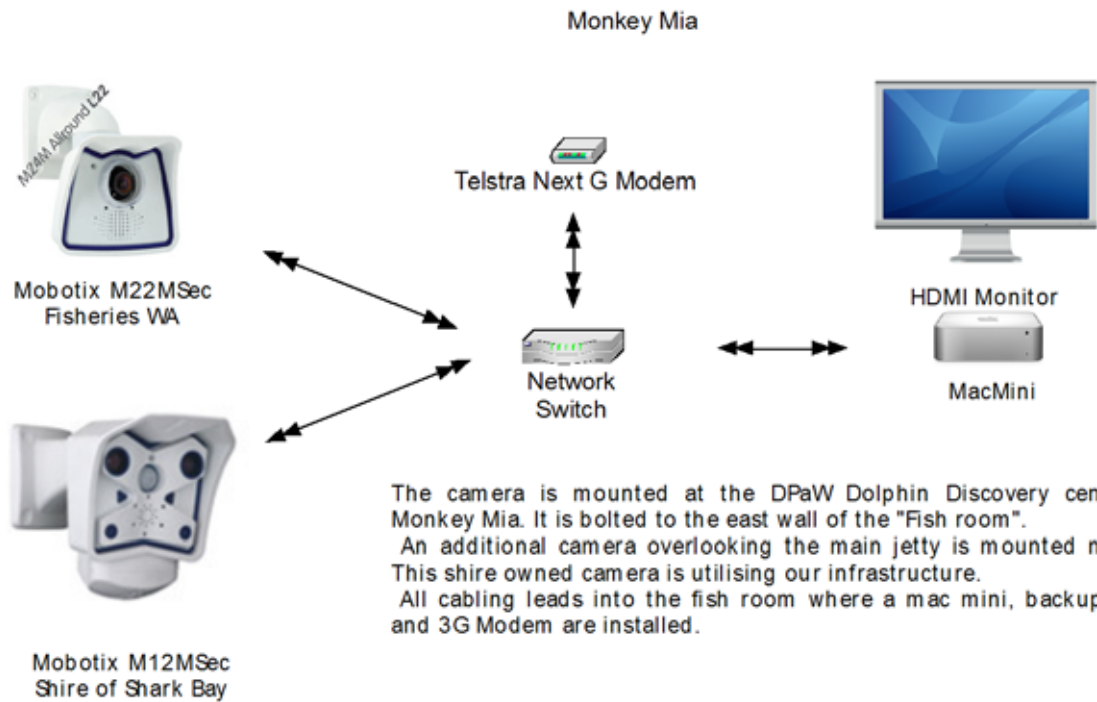 Monkey Mia
M24M Allround L22
Mobotix M22MSec
Fisheries WA
Telstra Next G Modem
HDMI Monitor
MacMini
Network
Switch
Mobotix M12MSec
Shire of Shark Bay
The camera is mounted at the DPaW Dolphin Discovery cen
Monkey Mia. It is bolted to the east wall of the "Fish room".
An additional camera overlooking the main jetty is mounted n
This shire owned camera is utilising our infrastructure.
All cabling leads into the fish room where a mac mini, backup
and 3G Modem are installed.